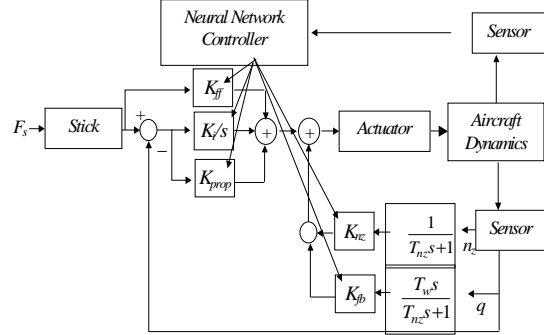 Neural Network
Controller
Sensor
K_ff
F_s
Stick
+
−
K_i/s
+
+
Actuator
Aircraft
Dynamics
K_prop
K_nz
1
T_nz s+1
n_z
Sensor
K_fb
T_w s
T_nz s+1
q